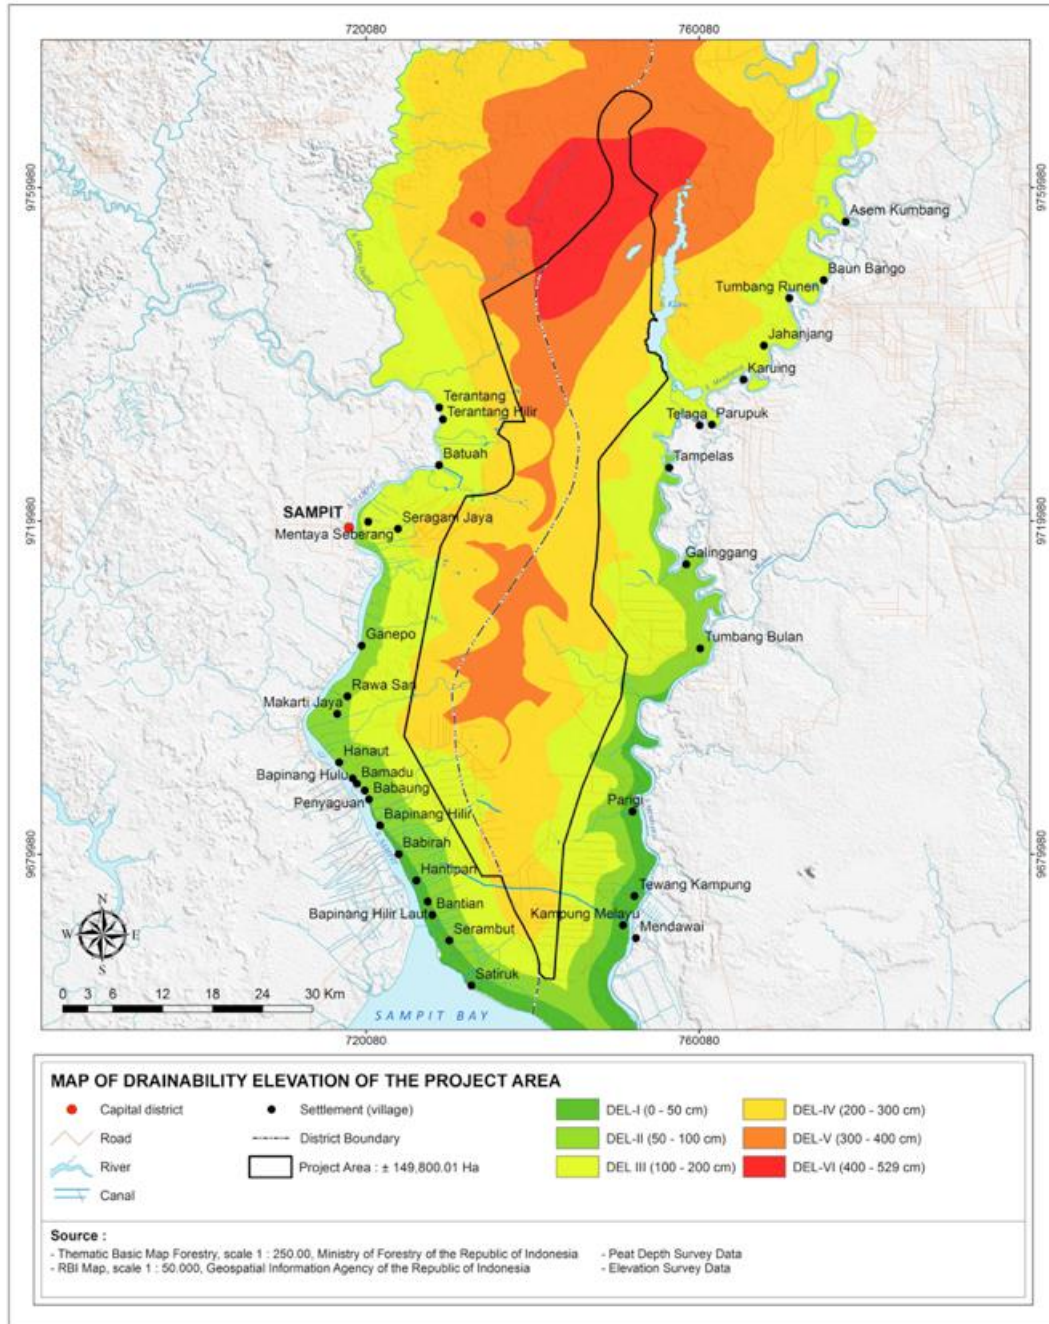 720080
760080
9759980
9759980
Asem Kumbang
Baun Bango
Tumbang Runen
Jahanjang
Karuing
Terantang
Terantang Hilir
Telaga
Parupuk
Batuah
Tampelas
SAMPIT
Seragam Jaya
Mentaya Seberang
9719980
9719980
Galinggang
Ganepo
Tumbang Bulan
Rawa Sari
Makarti Jaya
Hanaut
Bapinang Hulu
Bamadu
Babaung
Penyaguan
Pangi
Bapinang Hilir
Babirah
9679980
9679980
Hantipan
Tewang Kampung
Bantian
Bapinang Hilir Laut
Kampung Melayu
Mendawai
Serambut
N
W
E
S
Satiruk
0 3 6 12 18 24 30 Km
SAMPIT BAY
720080
760080
MAP OF DRAINABILITY ELEVATION OF THE PROJECT AREA
Capital district
Settlement (village)
DEL-I (0 - 50 cm)
DEL-IV (200 - 300 cm)
Road
District Boundary
DEL-II (50 - 100 cm)
DEL-V (300 - 400 cm)
River
Project Area : ± 149,800.01 Ha
DEL III (100 - 200 cm)
DEL-VI (400 - 529 cm)
Canal
Source :
- Thematic Basic Map Forestry, scale 1 : 250.00, Ministry of Forestry of the Republic of Indonesia
- Peat Depth Survey Data
- RBI Map, scale 1 : 50.000, Geospatial Information Agency of the Republic of Indonesia
- Elevation Survey Data